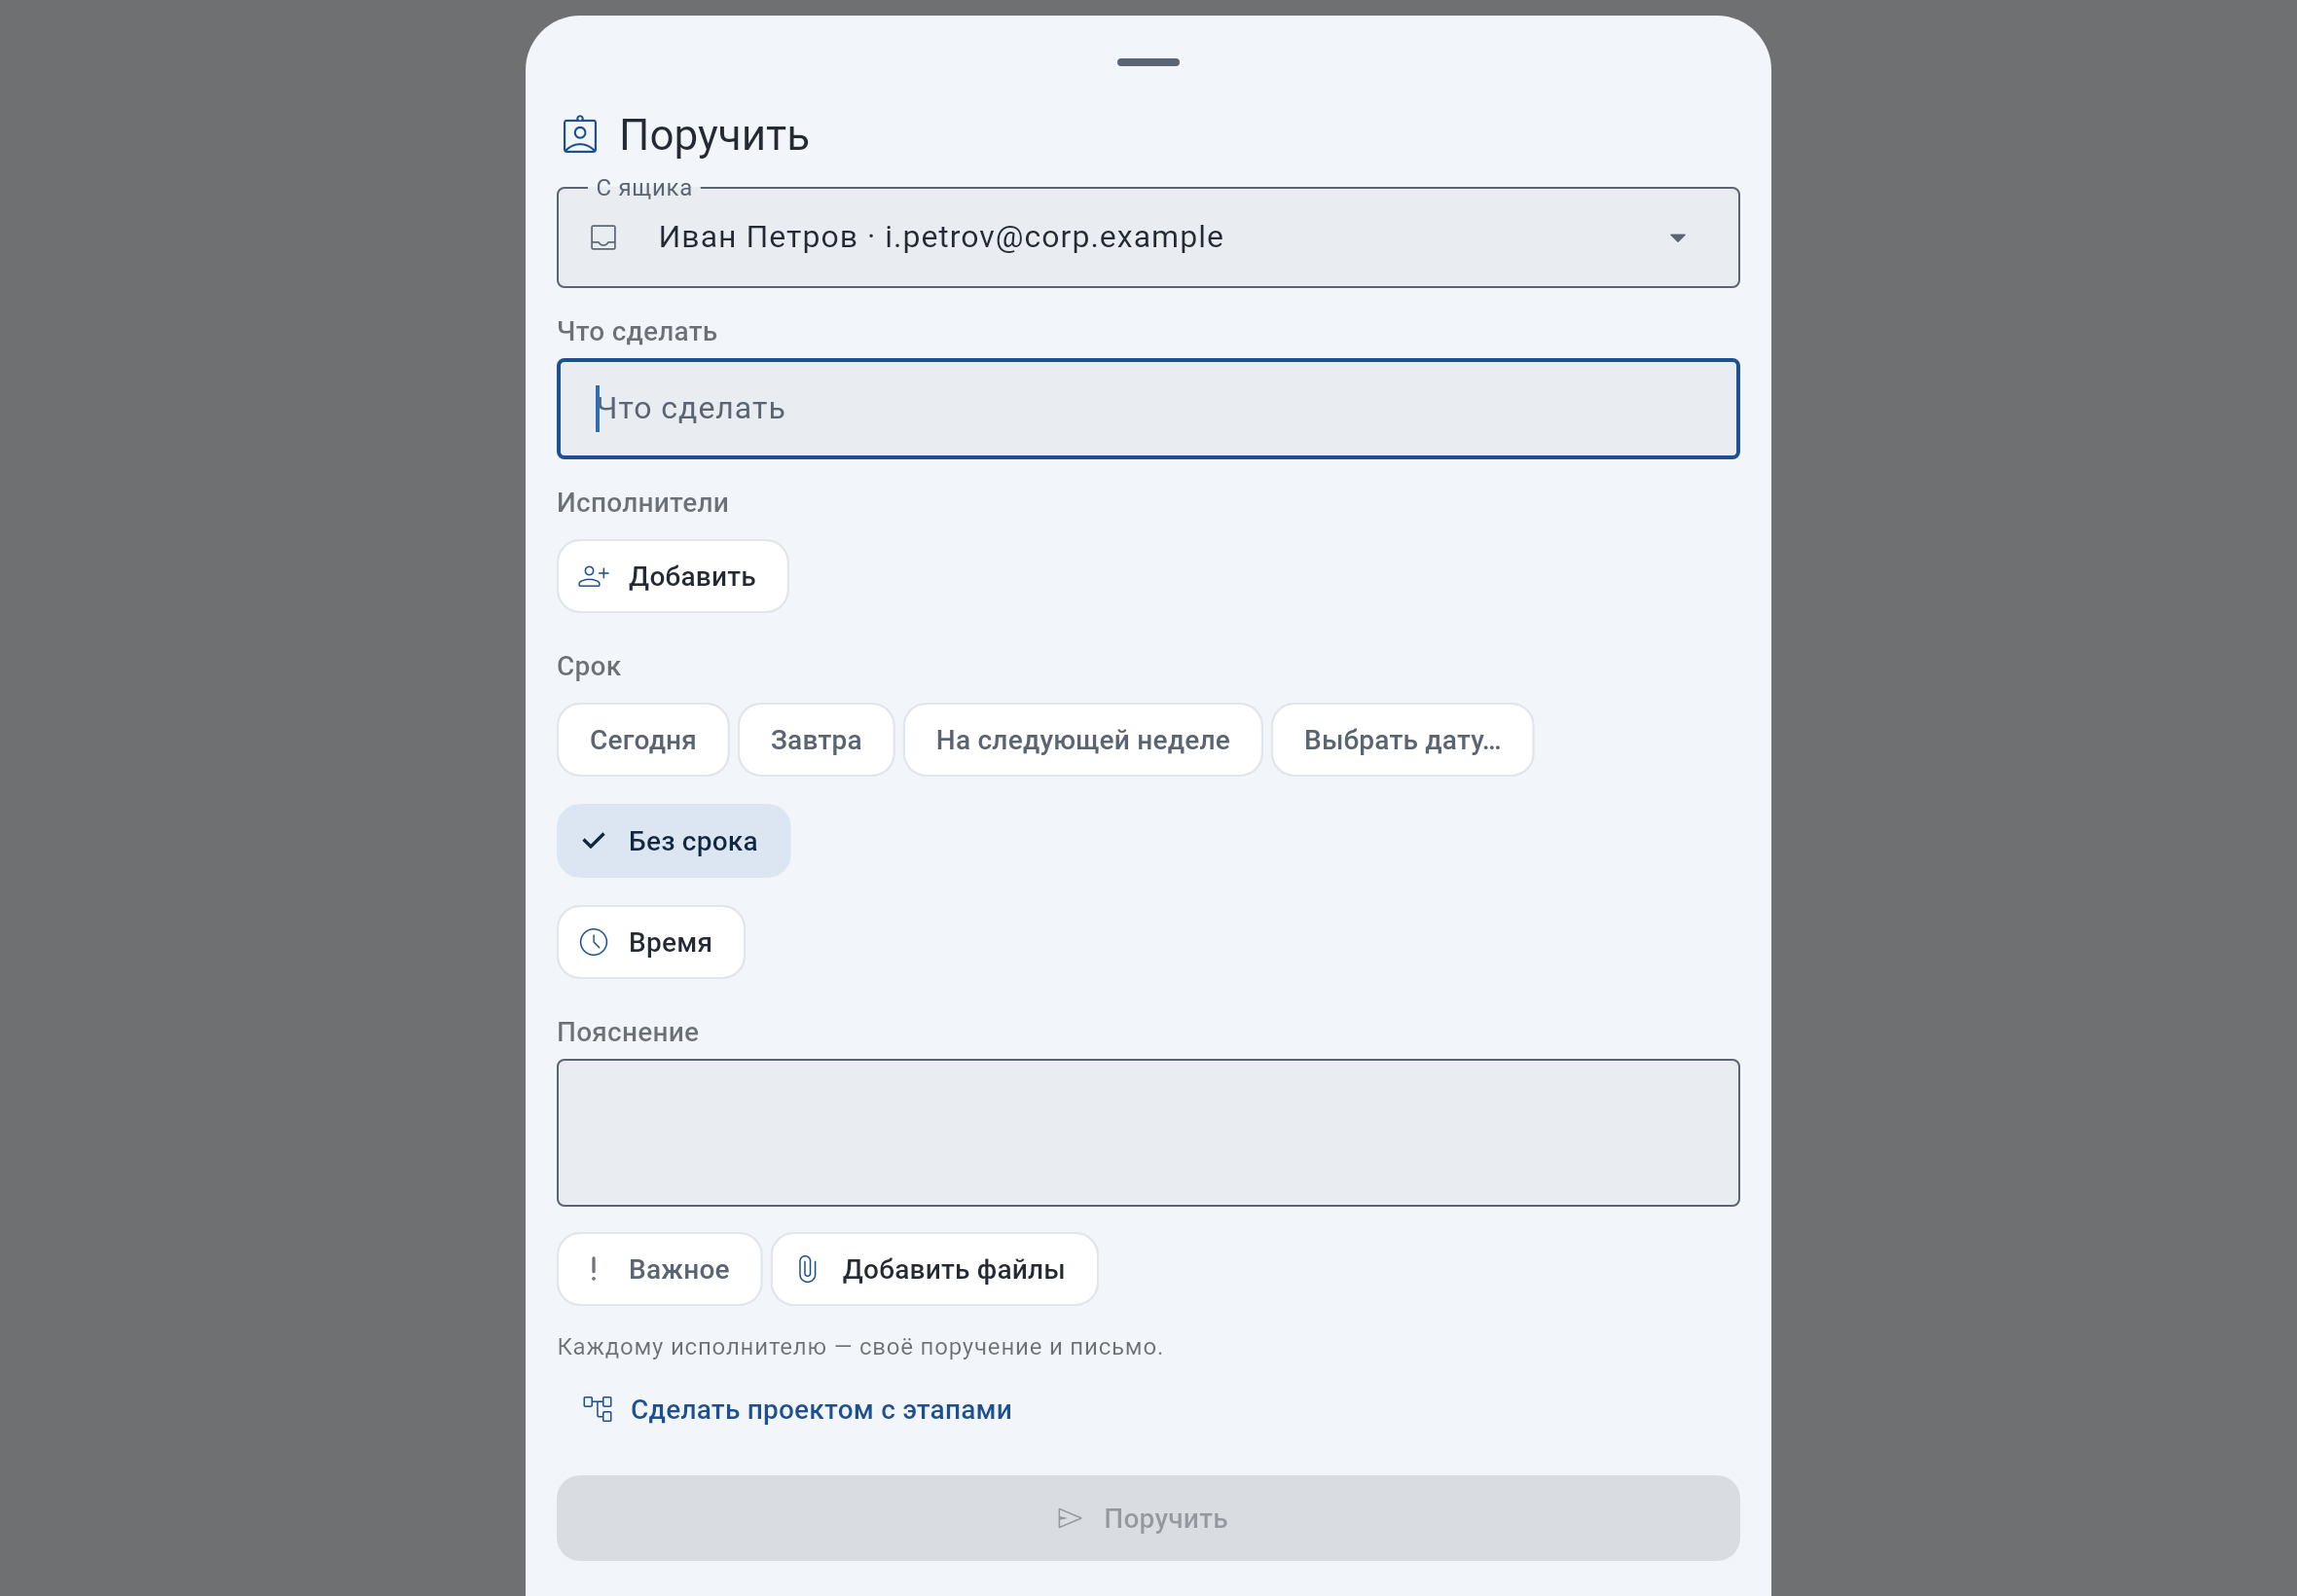 Поручить
С ящика
Иван Петров · i.petrov@corp.example
Что сделать
Что сделать
Исполнители
Добавить
Срок
Сегодня Завтра На следующей неделе Выбрать дату...
Без срока
Время
Пояснение
Важное Добавить файлы
Каждому исполнителю — своё поручение и письмо.
Сделать проектом с этапами
Поручить